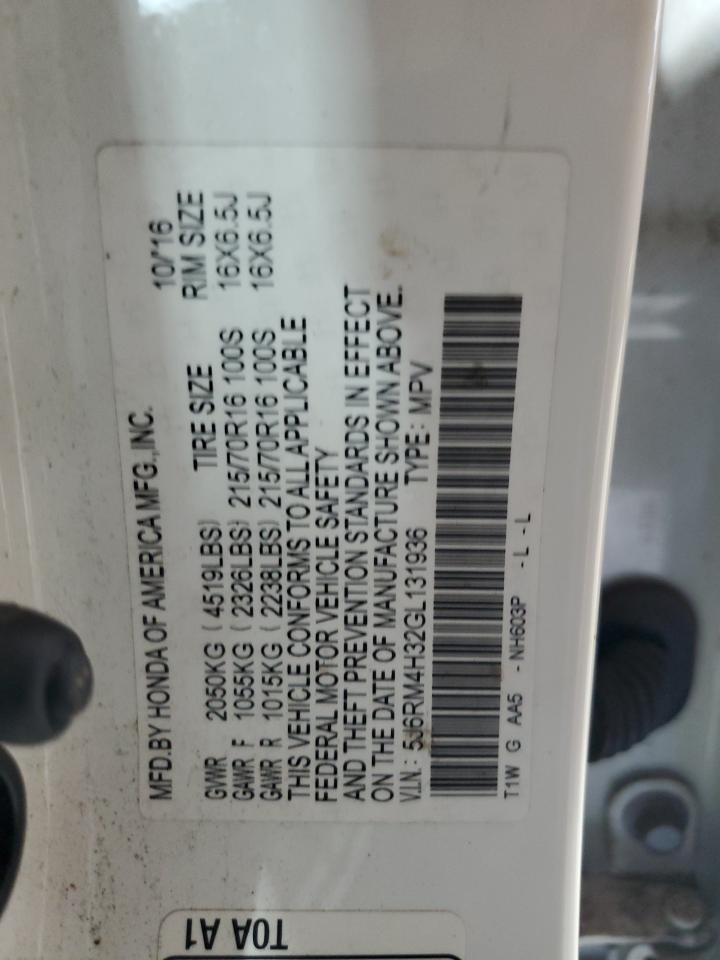 MFD.BY HONDA OF AMERICA MFG.,INC. 10/'16
TIRE SIZE RIM SIZE
GVWR 2050KG ( 4519LBS)
GAWR F 1055KG ( 2326LBS) 215/70R16 100S 16X6.5J
GAWR R 1015KG ( 2238LBS) 215/70R16 100S 16X6.5J
THIS VEHICLE CONFORMS TO ALL APPLICABLE
FEDERAL MOTOR VEHICLE SAFETY
AND THEFT PREVENTION STANDARDS IN EFFECT
ON THE DATE OF MANUFACTURE SHOWN ABOVE.
V.I.N.: 5J6RM4H32GL131936 TYPE: MPV
T1W G AA5 - NH603P - L - L
T0A A1